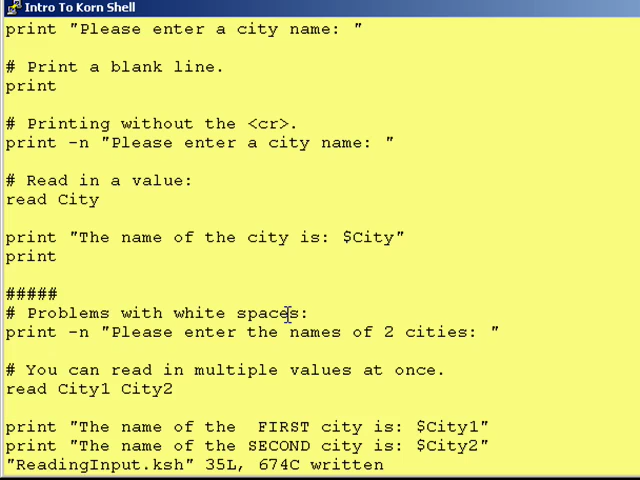 Intro To Korn Shell
print "Please enter a city name: "
# Print a blank line.
print
# Printing without the <cr>.
print -n "Please enter a city name: "
# Read in a value:
read City
print "The name of the city is: $City"
print
#####
# Problems with white spaces:
print -n "Please enter the names of 2 cities: "
# You can read in multiple values at once.
read City1 City2
print "The name of the  FIRST city is: $City1"
print "The name of the SECOND city is: $City2"
"ReadingInput.ksh" 35L, 674C written